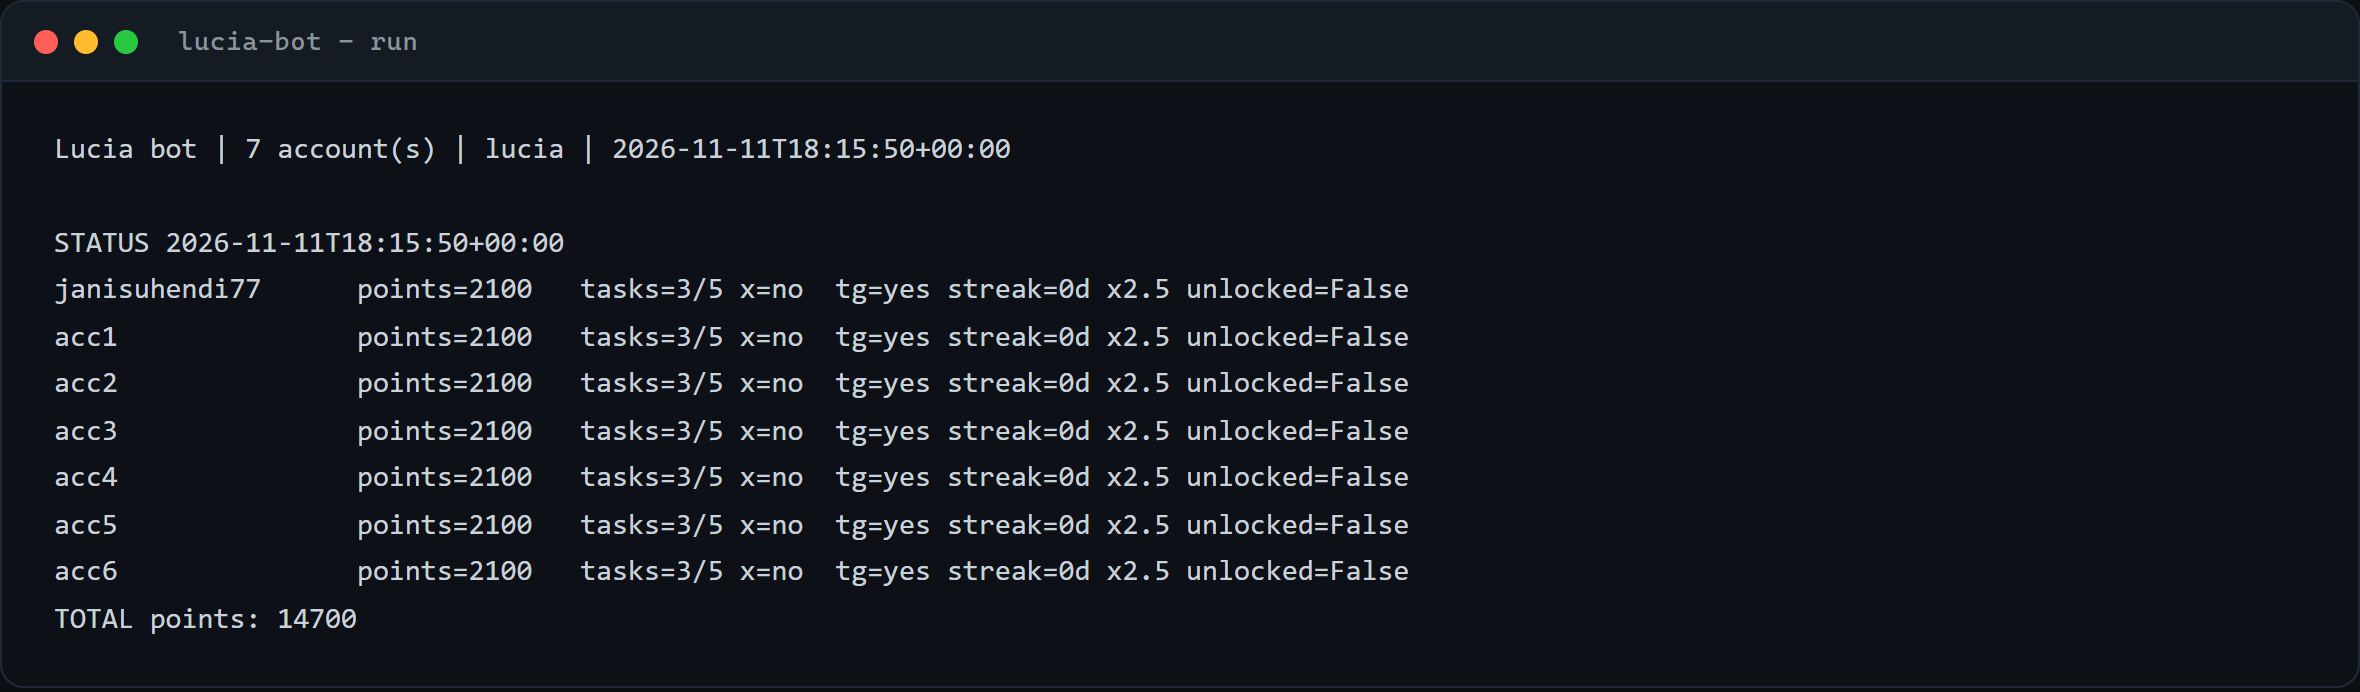 lucia-bot - run
Lucia bot | 7 account(s) | lucia | 2026-11-11T18:15:50+00:00
STATUS 2026-11-11T18:15:50+00:00
janisuhendi77      points=2100   tasks=3/5 x=no  tg=yes streak=0d x2.5 unlocked=False
acc1               points=2100   tasks=3/5 x=no  tg=yes streak=0d x2.5 unlocked=False
acc2               points=2100   tasks=3/5 x=no  tg=yes streak=0d x2.5 unlocked=False
acc3               points=2100   tasks=3/5 x=no  tg=yes streak=0d x2.5 unlocked=False
acc4               points=2100   tasks=3/5 x=no  tg=yes streak=0d x2.5 unlocked=False
acc5               points=2100   tasks=3/5 x=no  tg=yes streak=0d x2.5 unlocked=False
acc6               points=2100   tasks=3/5 x=no  tg=yes streak=0d x2.5 unlocked=False
TOTAL points: 14700